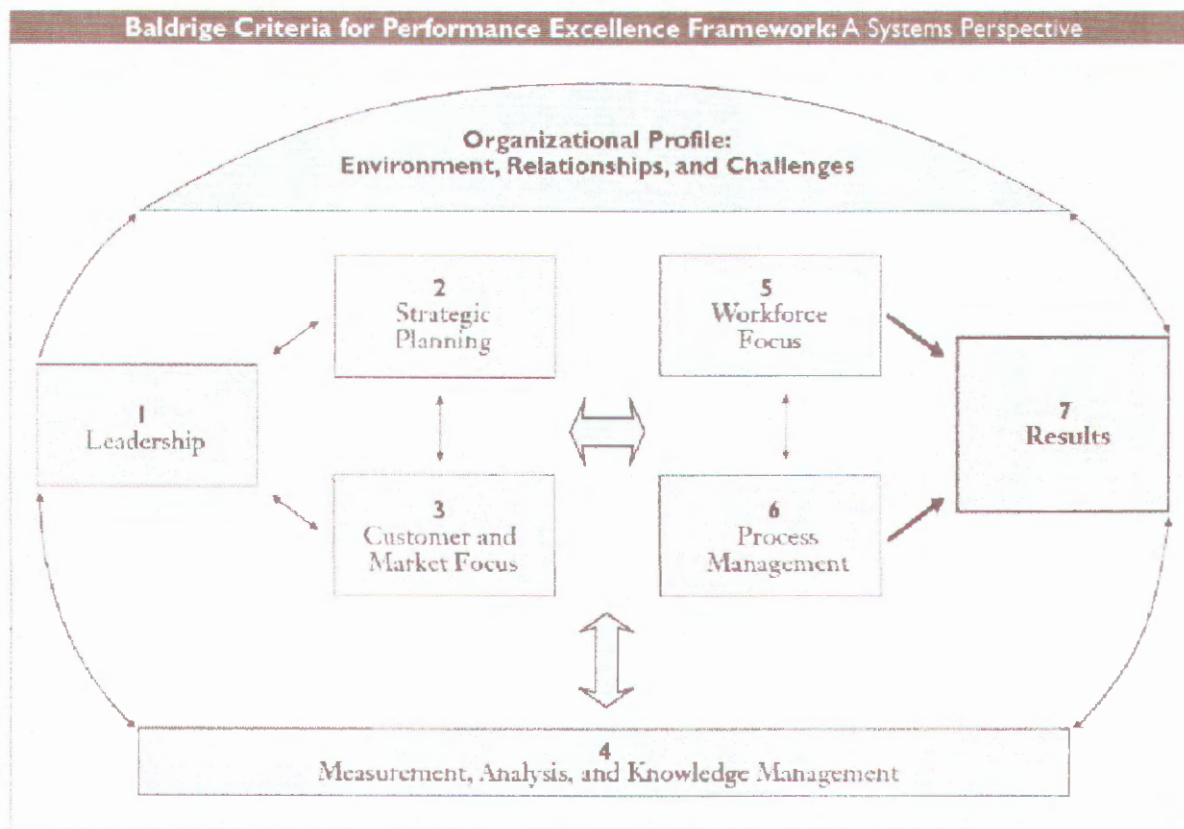 Baldrige Criteria for Performance Excellence Framework: A Systems Perspective
Organizational Profile:
Environment, Relationships, and Challenges
2
Strategic
Planning
5
Workforce
Focus
1
Leadership
7
Results
3
Customer and
Market Focus
6
Process
Management
4
Measurement, Analysis, and Knowledge Management